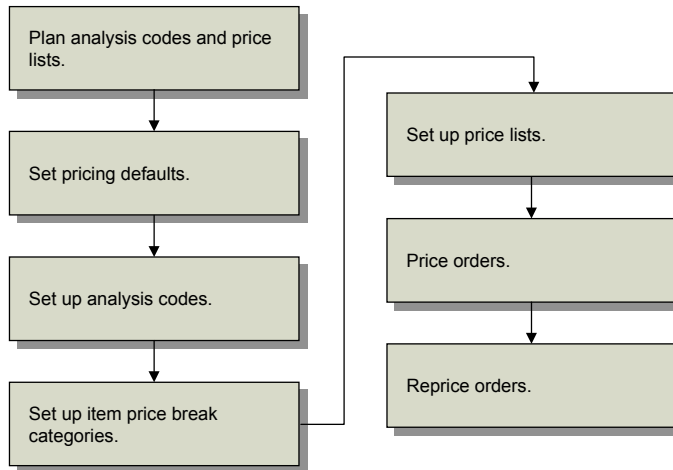 Plan analysis codes and price
lists.
Set pricing defaults.
Set up analysis codes.
Set up item price break
categories.
Set up price lists.
Price orders.
Reprice orders.